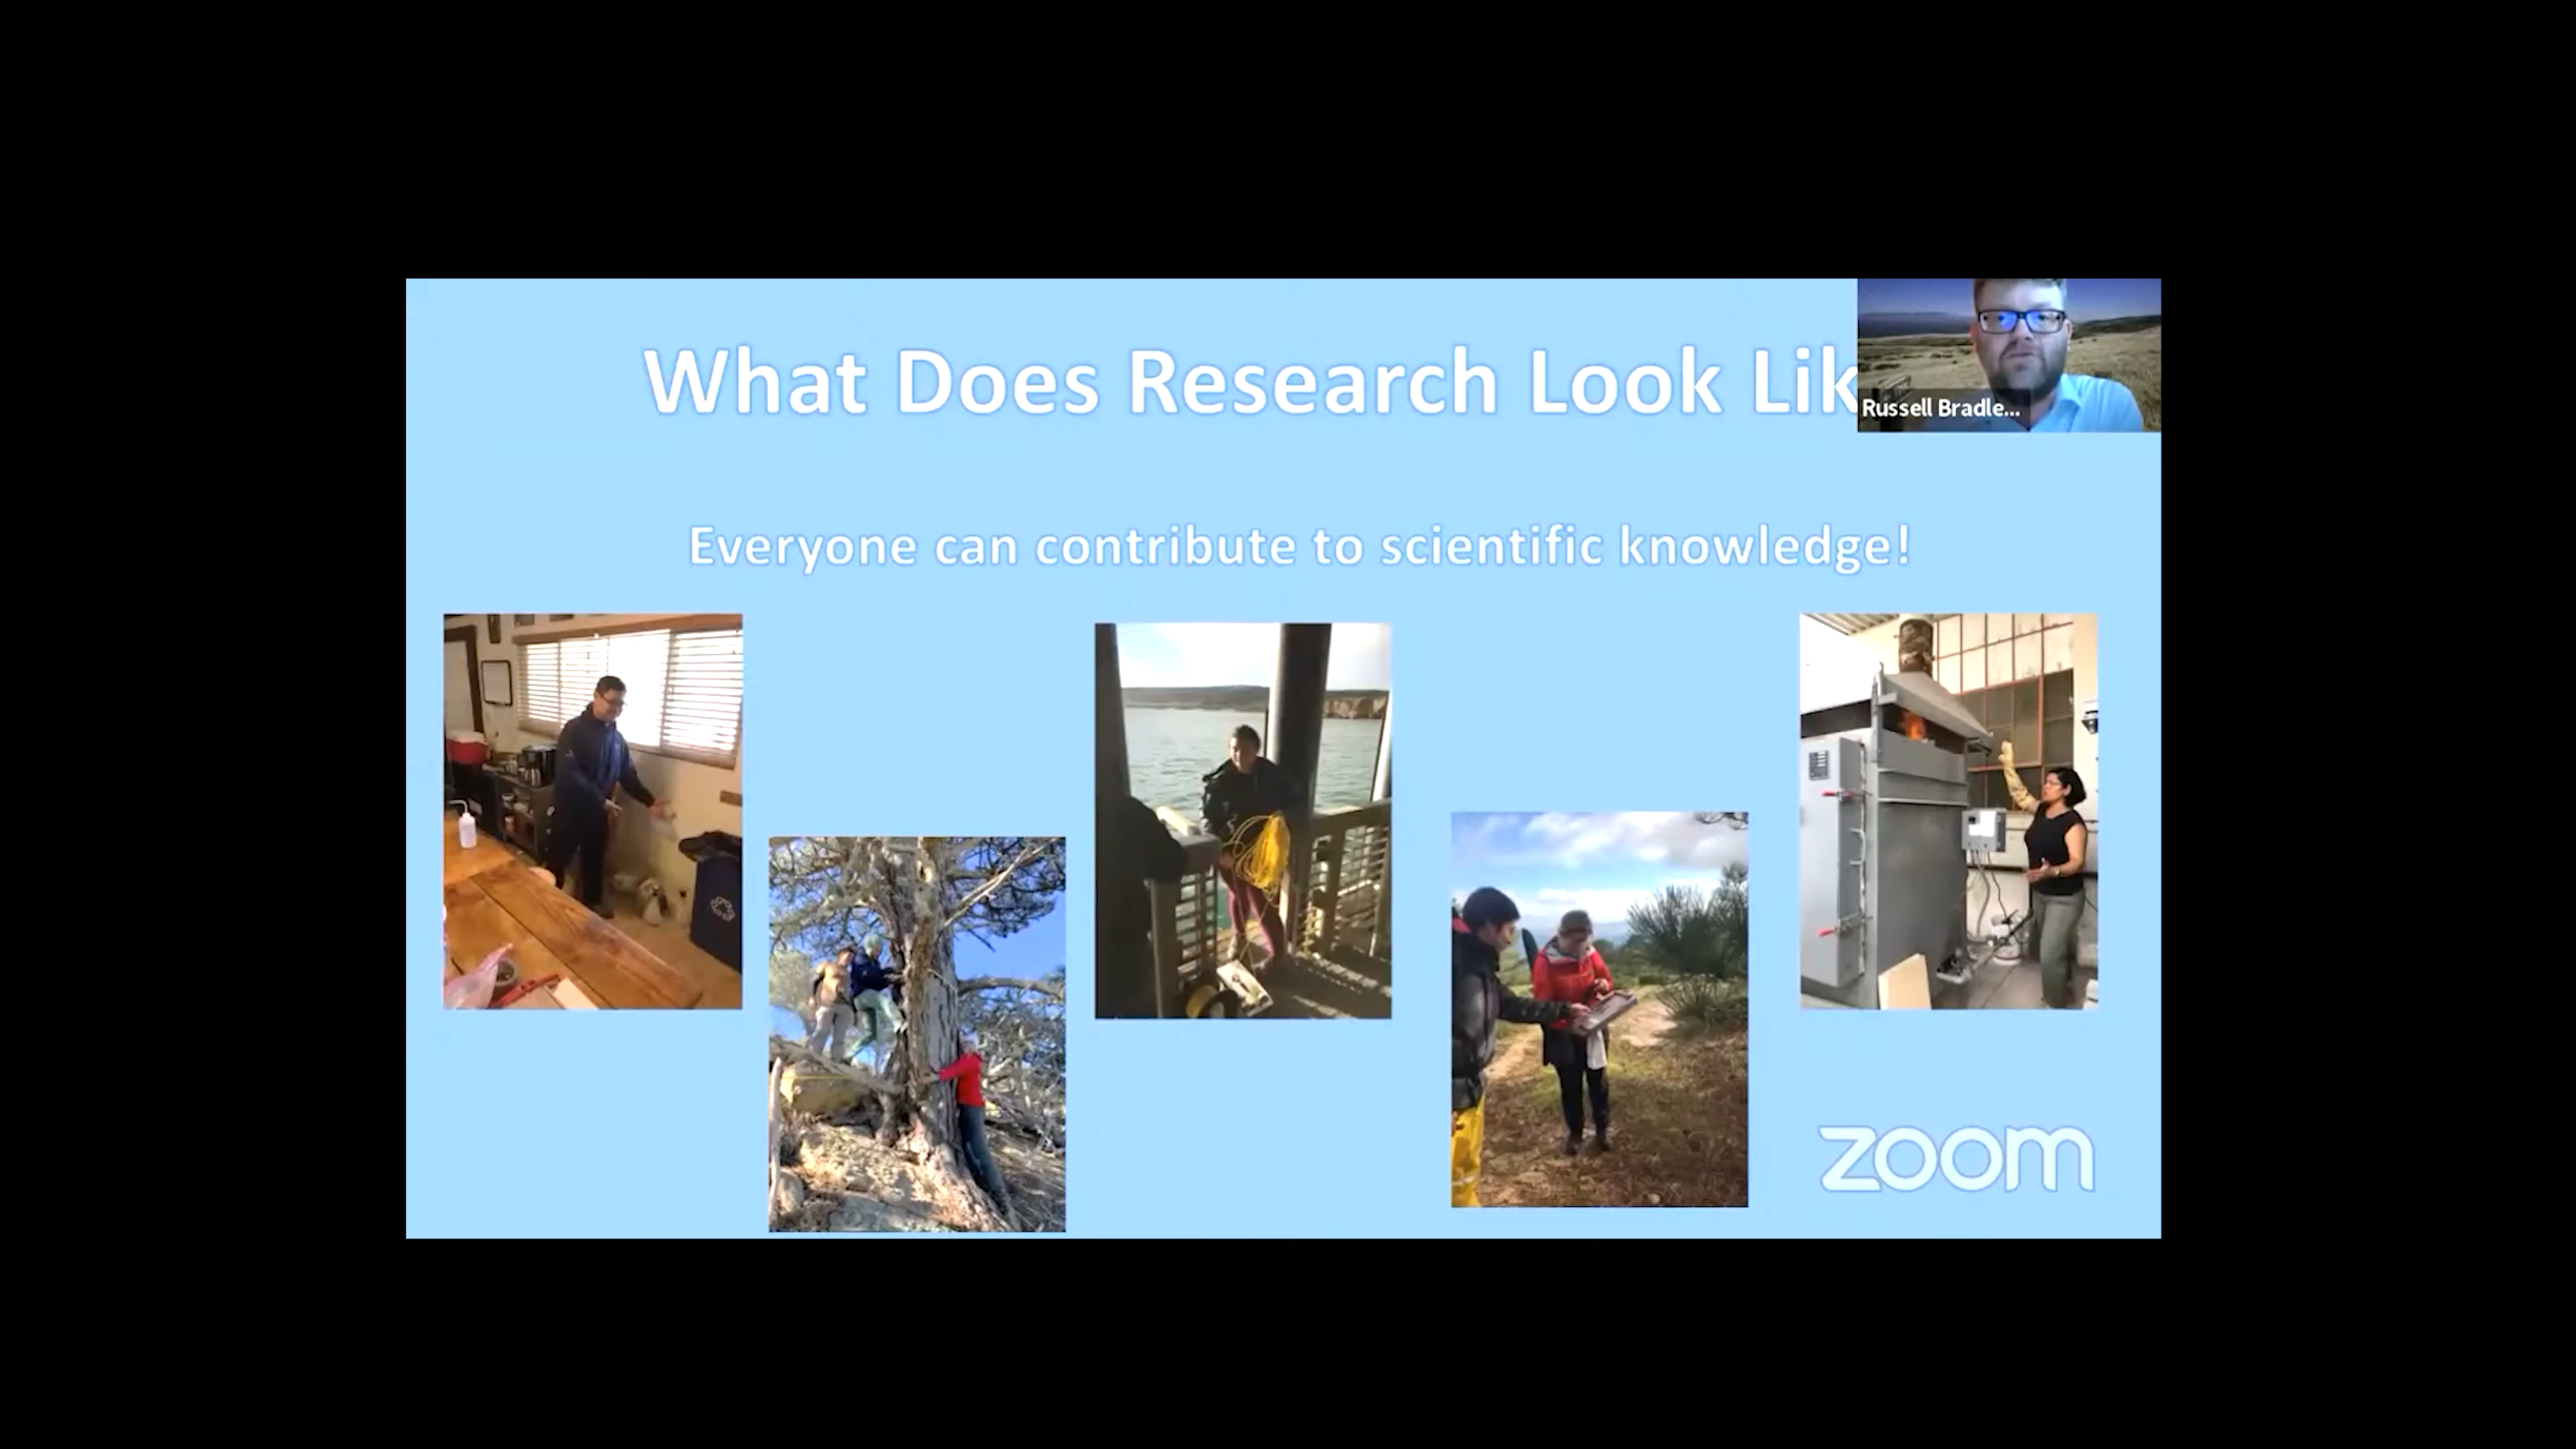 What Does Research Look Lik
Russell Bradle...
Everyone can contribute to scientific knowledge!
zoom